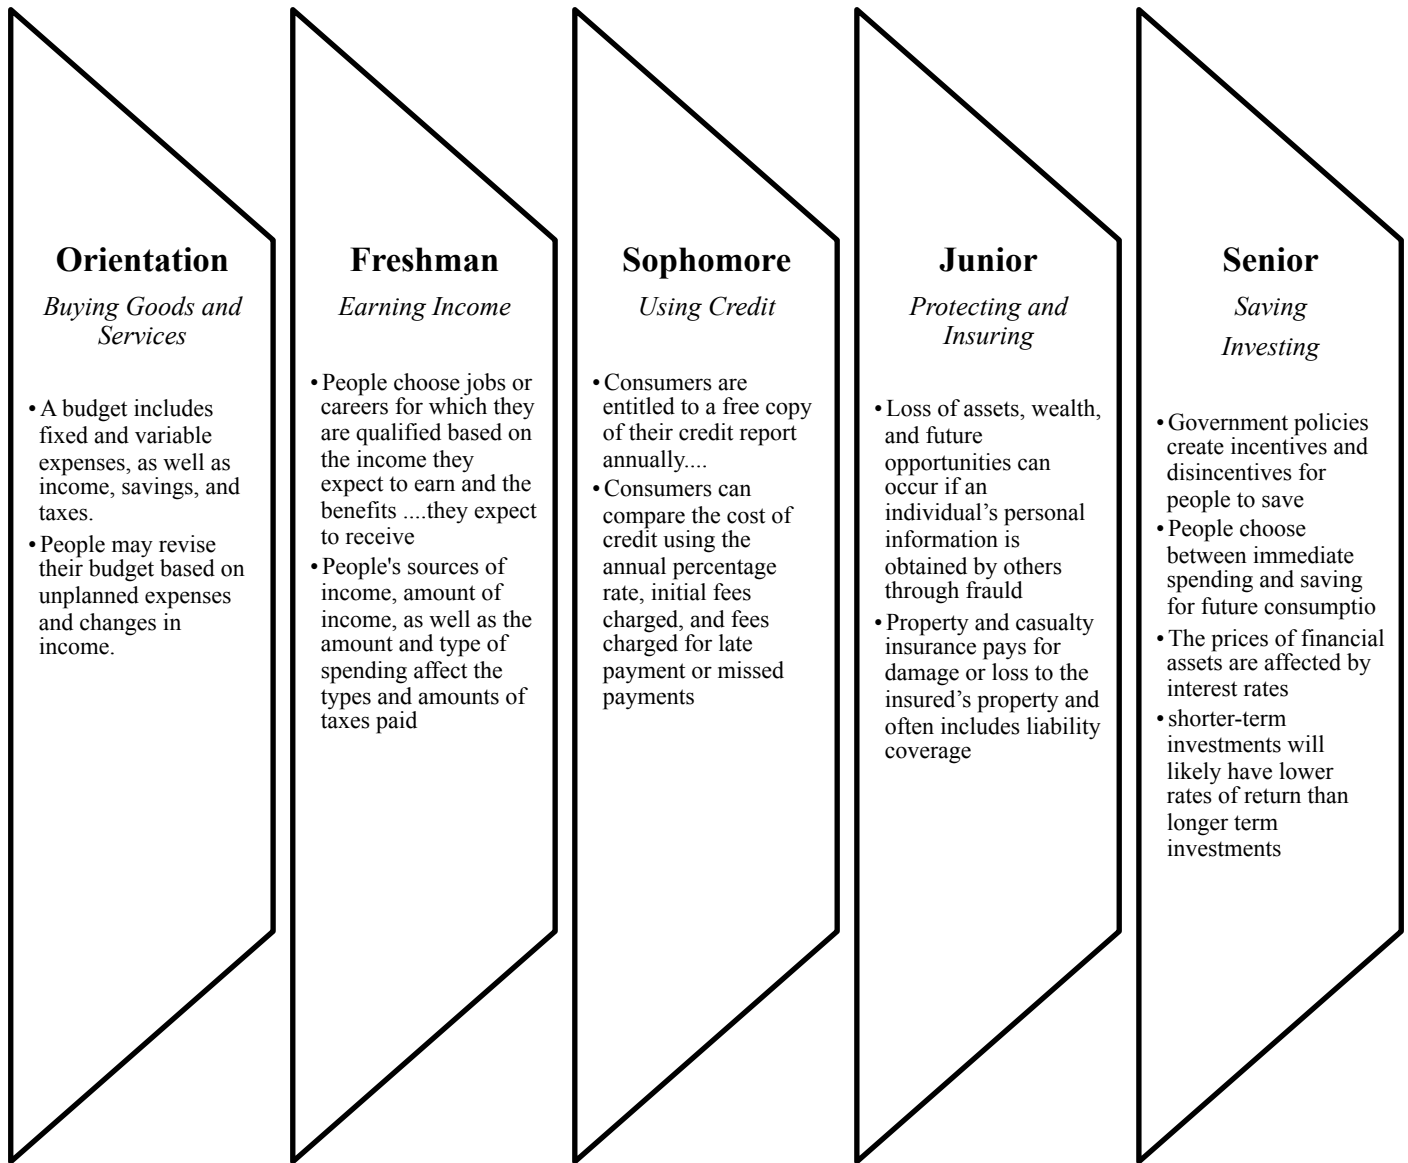 Orientation
Buying Goods and
Services
• A budget includes
fixed and variable
expenses, as well as
income, savings, and
taxes.
• People may revise
their budget based on
unplanned expenses
and changes in
income.
Freshman
Earning Income
• People choose jobs or
careers for which they
are qualified based on
the income they
expect to earn and the
benefits ....they expect
to receive
• People's sources of
income, amount of
income, as well as the
amount and type of
spending affect the
types and amounts of
taxes paid
Sophomore
Using Credit
• Consumers are
entitled to a free copy
of their credit report
annually....
• Consumers can
compare the cost of
credit using the
annual percentage
rate, initial fees
charged, and fees
charged for late
payment or missed
payments
Junior
Protecting and
Insuring
• Loss of assets, wealth,
and future
opportunities can
occur if an
individual’s personal
information is
obtained by others
through frauld
• Property and casualty
insurance pays for
damage or loss to the
insured’s property and
often includes liability
coverage
Senior
Saving
Investing
• Government policies
create incentives and
disincentives for
people to save
• People choose
between immediate
spending and saving
for future consumptio
• The prices of financial
assets are affected by
interest rates
• shorter-term
investments will
likely have lower
rates of return than
longer term
investments